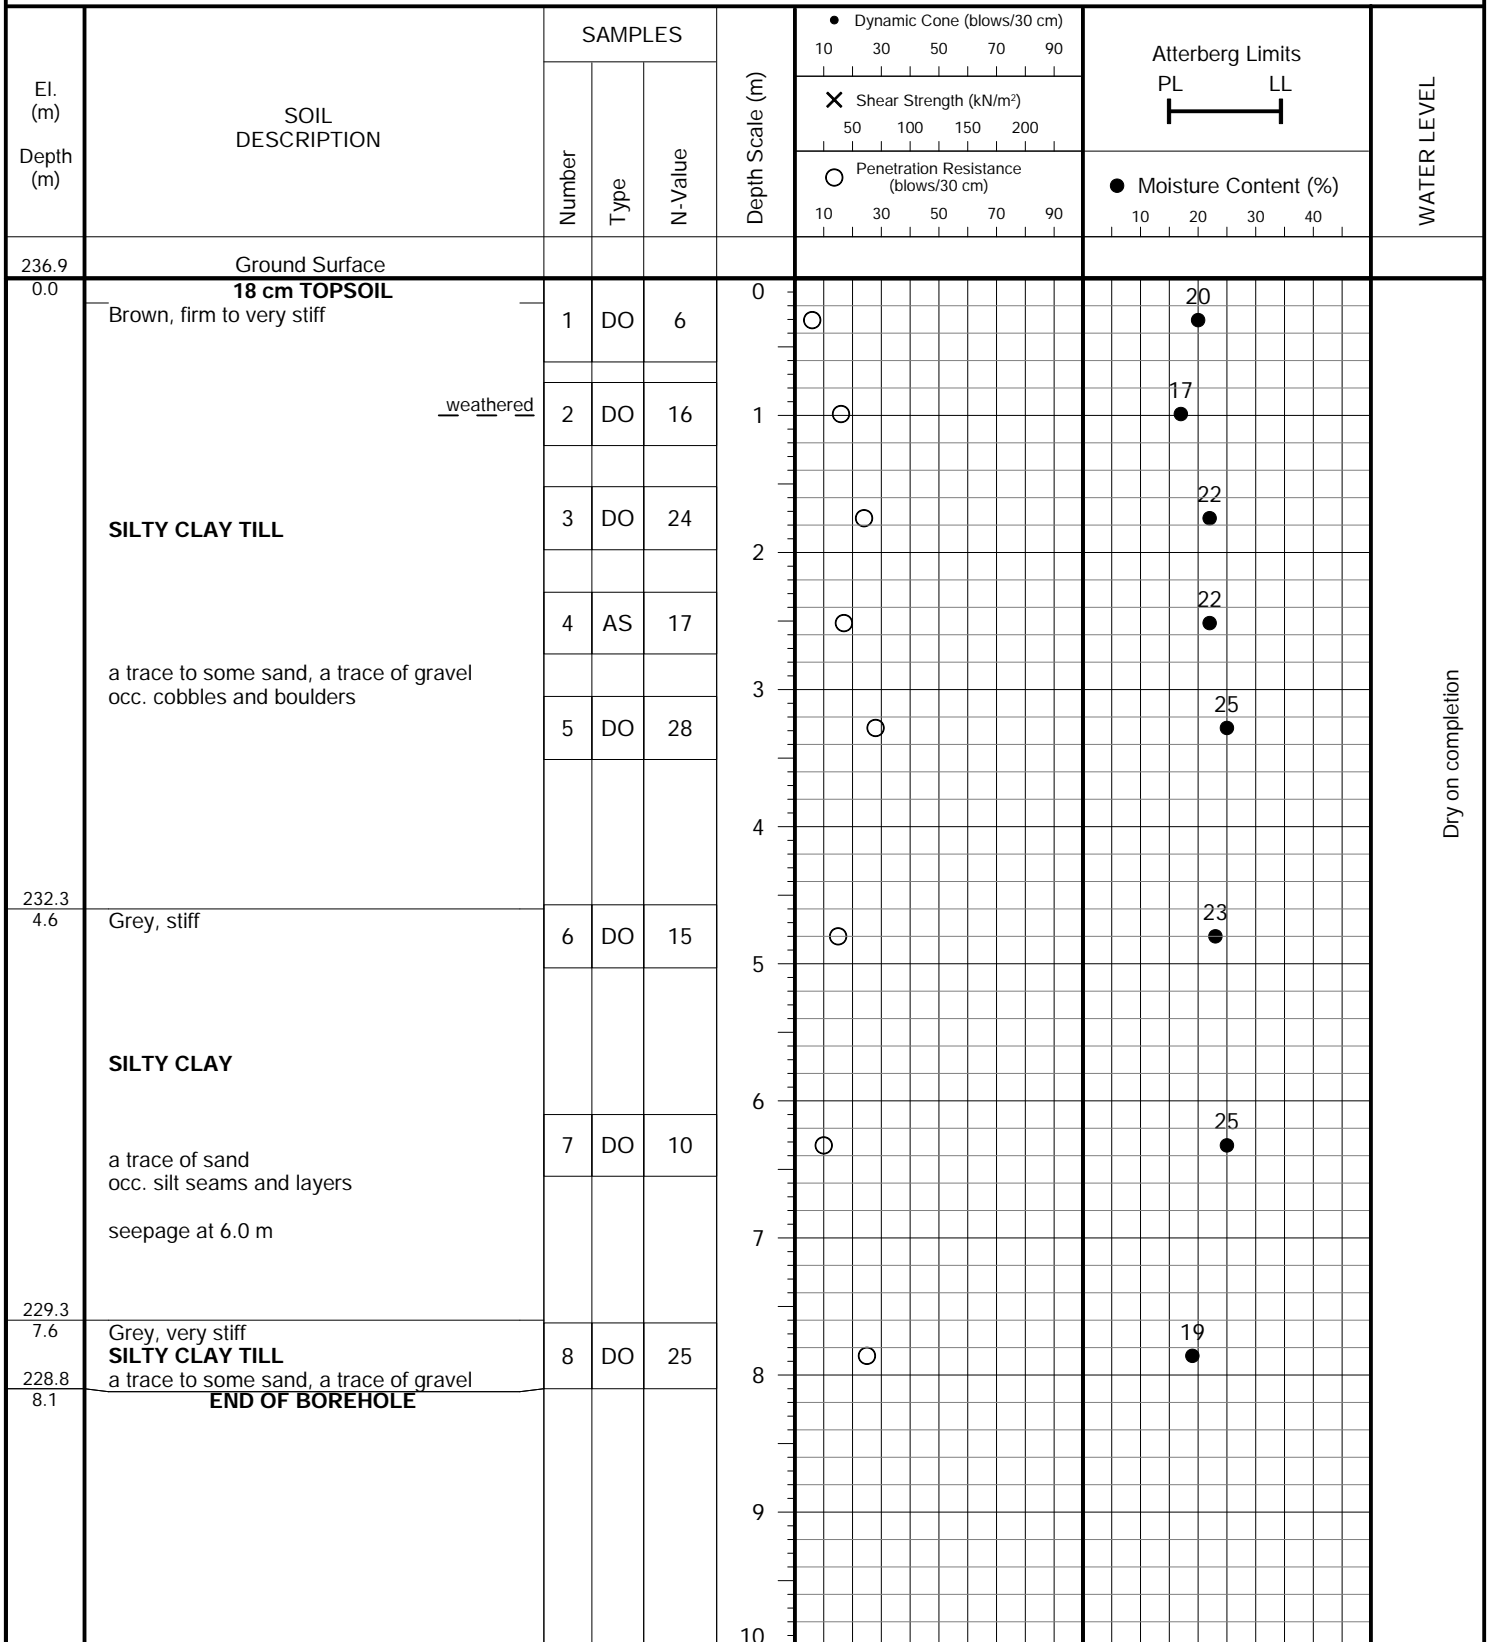 El.
(m)
Depth
(m)
SOIL
DESCRIPTION
SAMPLES
Number
Type
N-Value
Depth Scale (m)
Dynamic Cone (blows/30 cm)
10 30 50 70 90
Shear Strength (kN/m²)
50 100 150 200
Penetration Resistance
(blows/30 cm)
10 30 50 70 90
Atterberg Limits
PL LL
Moisture Content (%)
10 20 30 40
WATER LEVEL
236.9 Ground Surface
0.0 18 cm TOPSOIL 0
Brown, firm to very stiff 1 DO 6 20
weathered 2 DO 16 1 17
SILTY CLAY TILL 3 DO 24 22
2
4 AS 17 22
a trace to some sand, a trace of gravel
occ. cobbles and boulders 3
5 DO 28 25
Dry on completion
4
232.3
4.6 Grey, stiff 6 DO 15 23
5
SILTY CLAY
6
7 DO 10 25
a trace of sand
occ. silt seams and layers
seepage at 6.0 m 7
229.3
7.6 Grey, very stiff 19
SILTY CLAY TILL 8 DO 25
228.8 a trace to some sand, a trace of gravel 8
8.1 END OF BOREHOLE
9
10